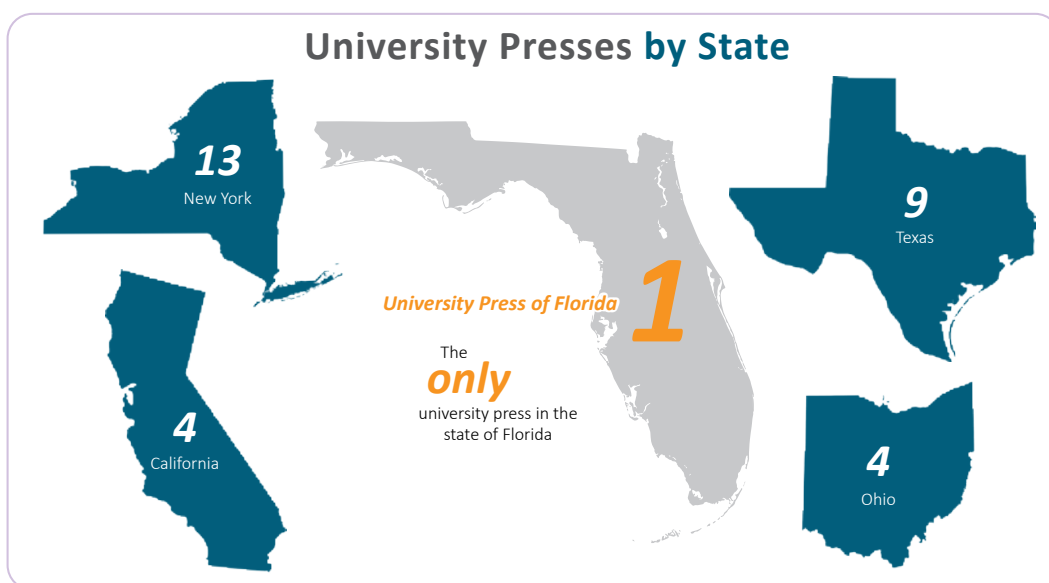 University Presses by State
13
New York
9
Texas
University Press of Florida
1
The
only
university press in the
state of Florida
4
California
4
Ohio